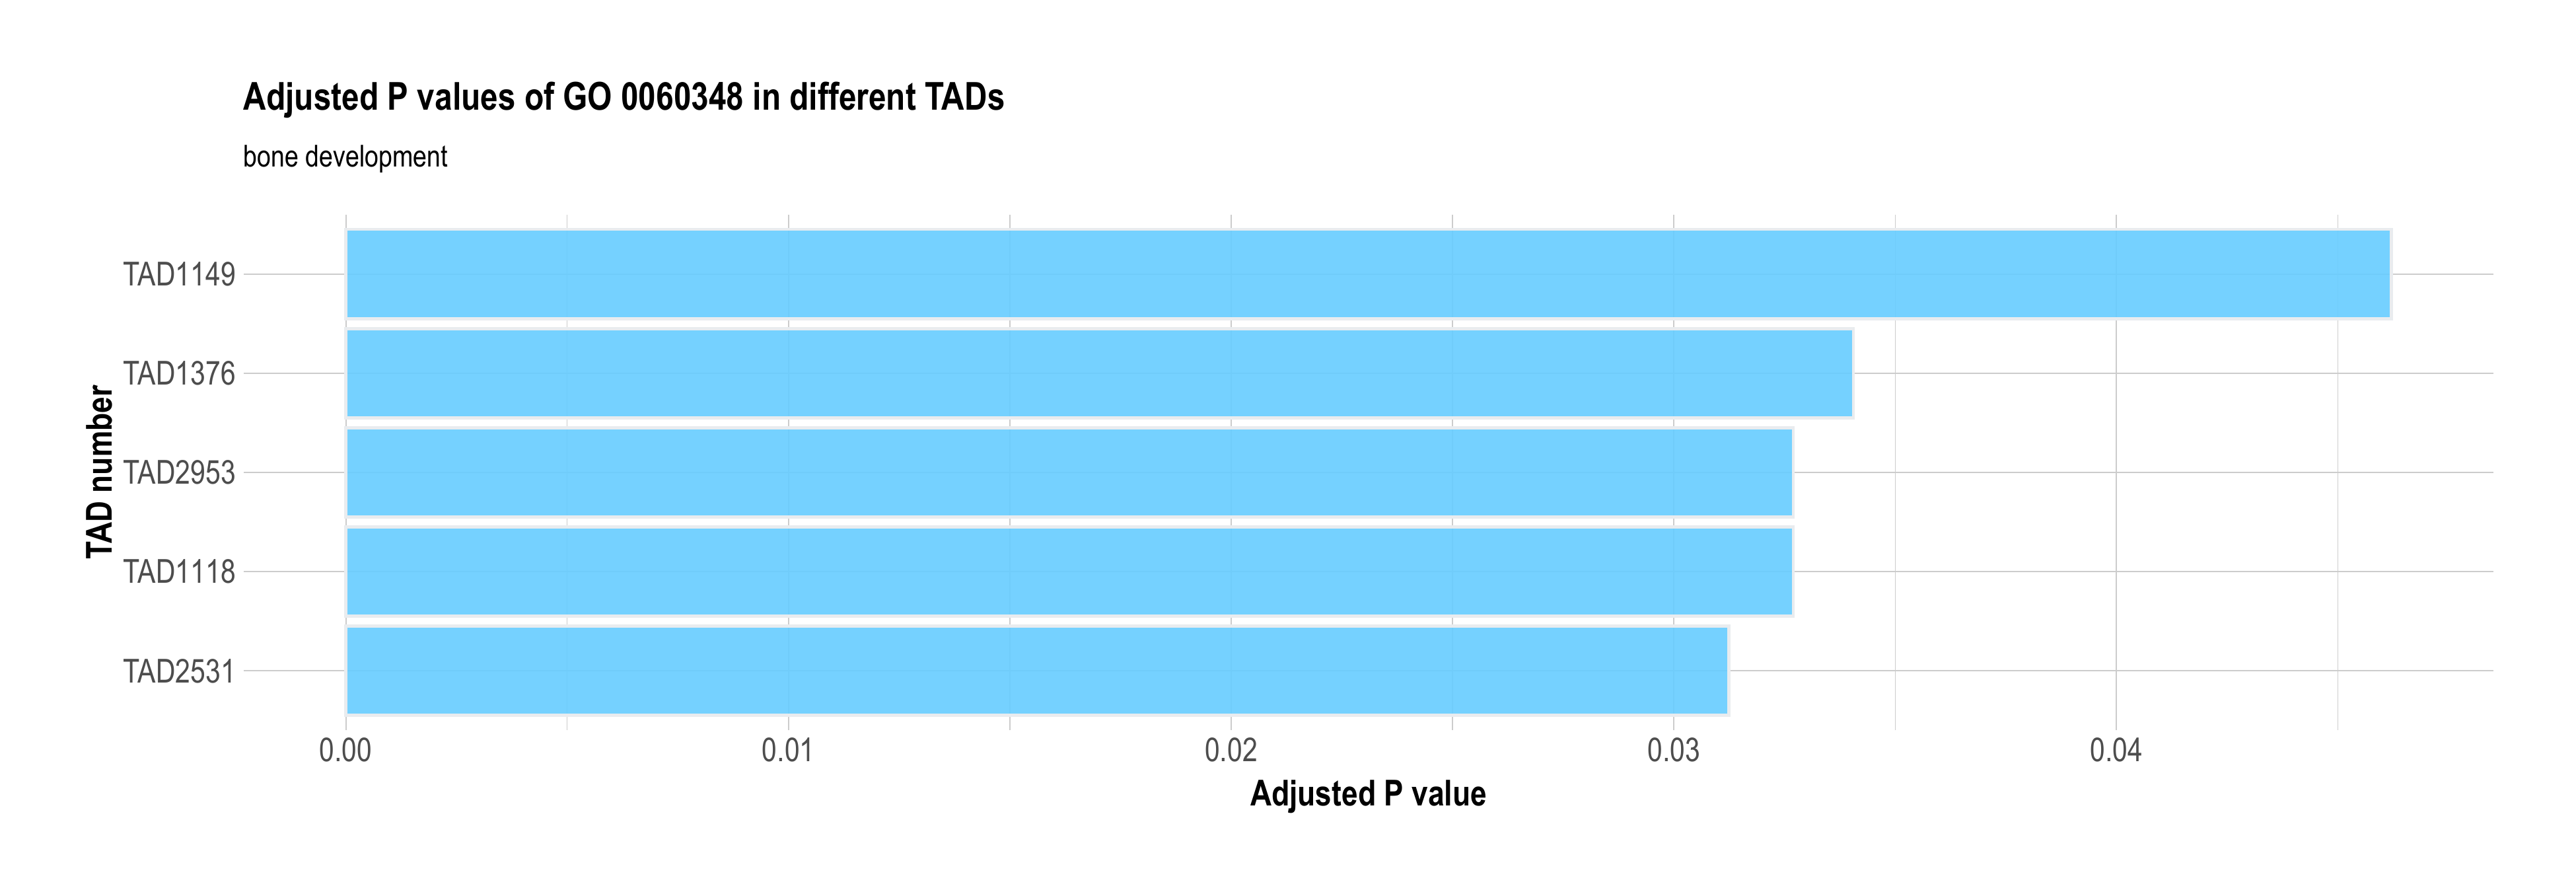 Adjusted P values of GO 0060348 in different TADs
bone development
TAD number
TAD1149
TAD1376
TAD2953
TAD1118
TAD2531
0.00 0.01 0.02 0.03 0.04
Adjusted P value